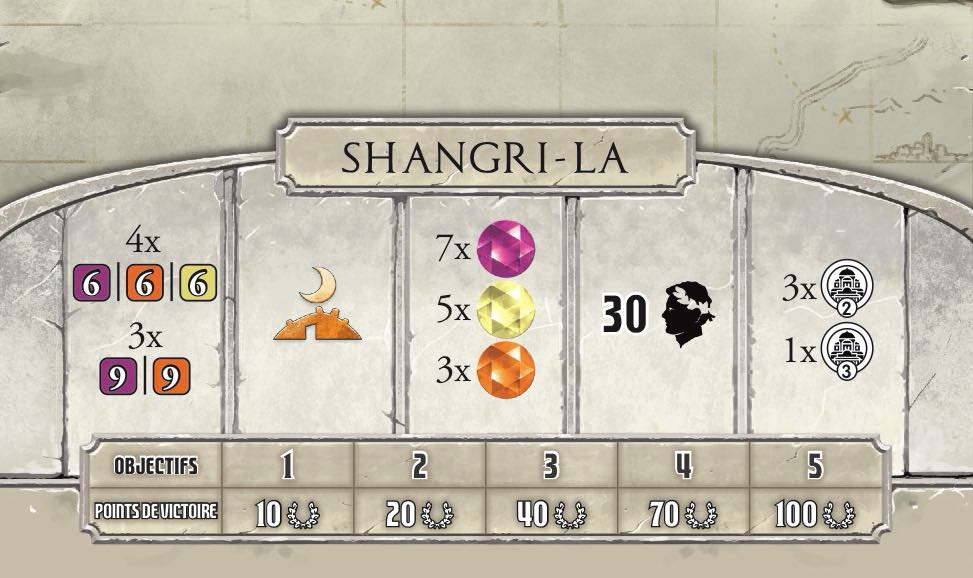 SHANGRI-LA
4x
6 | 6 | 6
3x
9 | 9
7x
5x
3x
30
3x 2
1x 3
OBJECTIFS 1 2 3 4 5
POINTS DE VICTOIRE 10 20 40 70 100